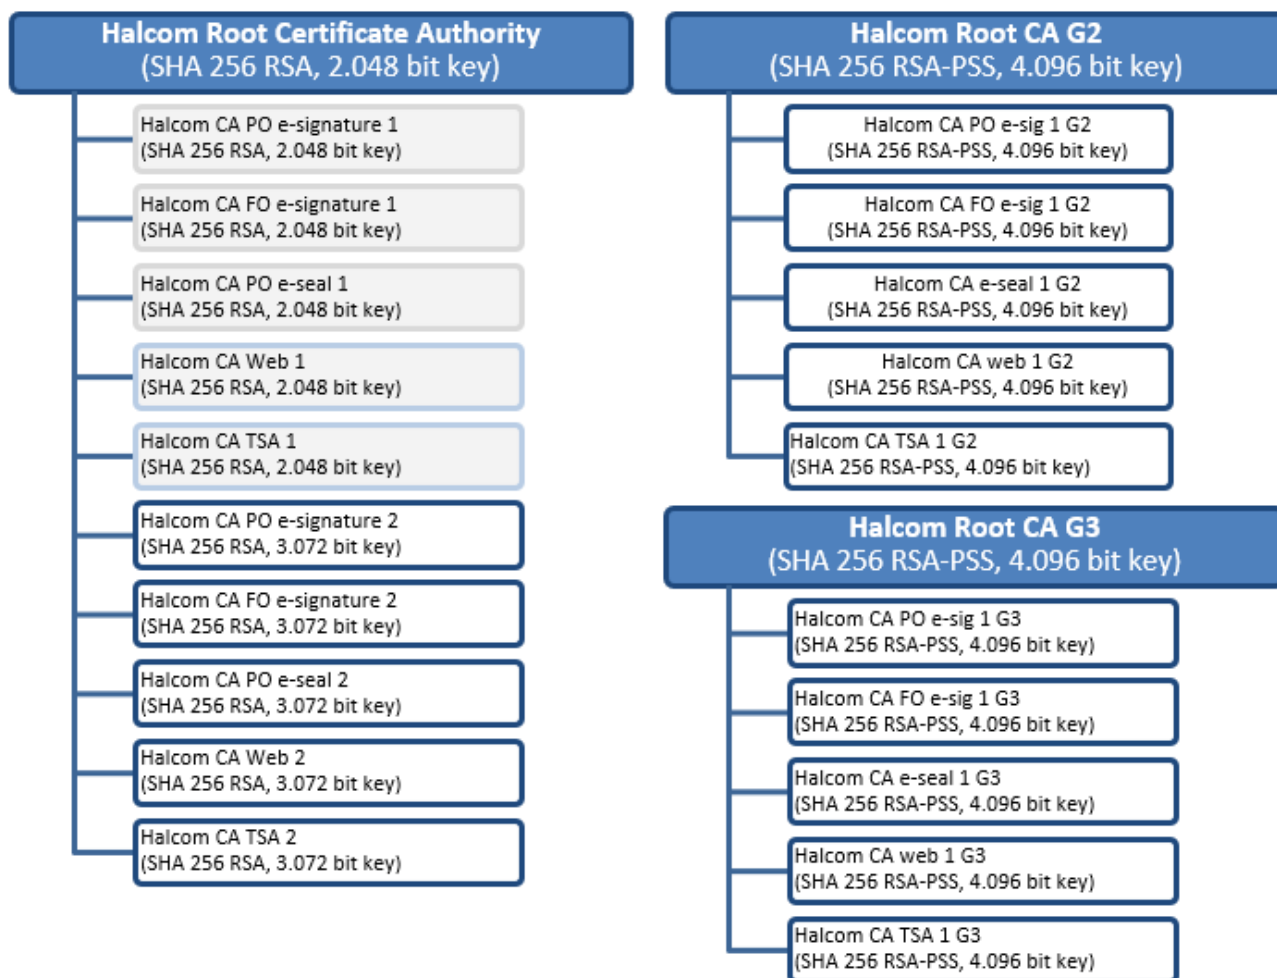 Halcom Root Certificate Authority
(SHA 256 RSA, 2.048 bit key)
Halcom CA PO e-signature 1
(SHA 256 RSA, 2.048 bit key)
Halcom CA FO e-signature 1
(SHA 256 RSA, 2.048 bit key)
Halcom CA PO e-seal 1
(SHA 256 RSA, 2.048 bit key)
Halcom CA Web 1
(SHA 256 RSA, 2.048 bit key)
Halcom CA TSA 1
(SHA 256 RSA, 2.048 bit key)
Halcom CA PO e-signature 2
(SHA 256 RSA, 3.072 bit key)
Halcom CA FO e-signature 2
(SHA 256 RSA, 3.072 bit key)
Halcom CA PO e-seal 2
(SHA 256 RSA, 3.072 bit key)
Halcom CA Web 2
(SHA 256 RSA, 3.072 bit key)
Halcom CA TSA 2
(SHA 256 RSA, 3.072 bit key)
Halcom Root CA G2
(SHA 256 RSA-PSS, 4.096 bit key)
Halcom CA PO e-sig 1 G2
(SHA 256 RSA-PSS, 4.096 bit key)
Halcom CA FO e-sig 1 G2
(SHA 256 RSA-PSS, 4.096 bit key)
Halcom CA e-seal 1 G2
(SHA 256 RSA-PSS, 4.096 bit key)
Halcom CA web 1 G2
(SHA 256 RSA-PSS, 4.096 bit key)
Halcom CA TSA 1 G2
(SHA 256 RSA-PSS, 4.096 bit key)
Halcom Root CA G3
(SHA 256 RSA-PSS, 4.096 bit key)
Halcom CA PO e-sig 1 G3
(SHA 256 RSA-PSS, 4.096 bit key)
Halcom CA FO e-sig 1 G3
(SHA 256 RSA-PSS, 4.096 bit key)
Halcom CA e-seal 1 G3
(SHA 256 RSA-PSS, 4.096 bit key)
Halcom CA web 1 G3
(SHA 256 RSA-PSS, 4.096 bit key)
Halcom CA TSA 1 G3
(SHA 256 RSA-PSS, 4.096 bit key)